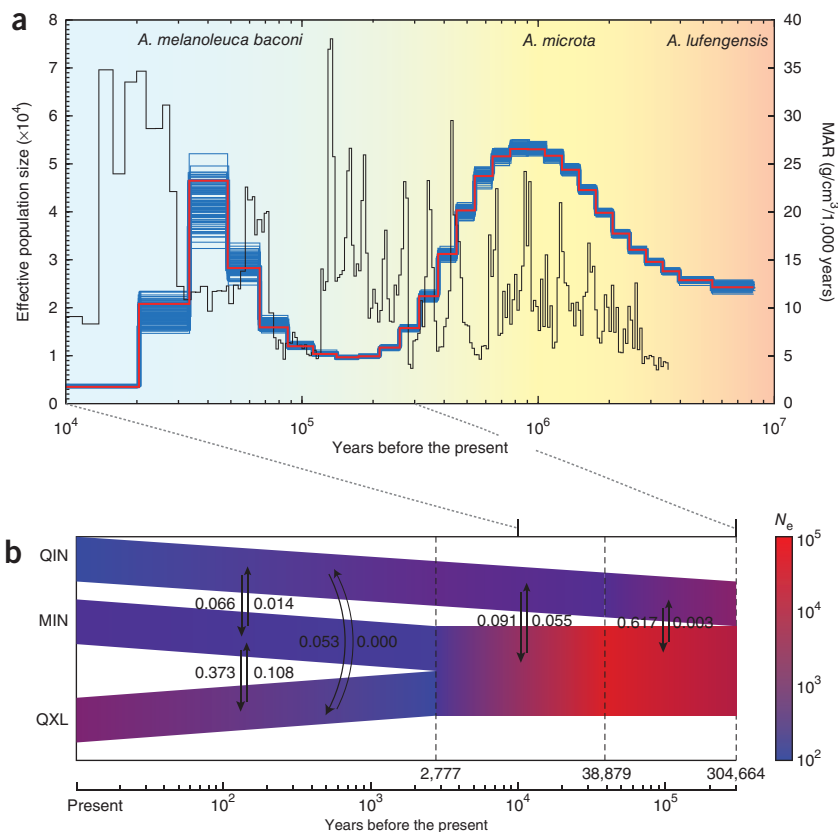 a
A. melanoleuca baconi A. microta A. lufengensis
Effective population size (×10⁴)
8
7
6
5
4
3
2
1
0
MAR (g/cm³/1,000 years)
40
35
30
25
20
15
10
5
0
10⁴ 10⁵ 10⁶ 10⁷
Years before the present
b
QIN
MIN
QXL
0.066 0.014
0.373 0.108
0.053 0.000
0.091 0.055
0.617 0.003
2,777 38,879 304,664
Present 10² 10³ 10⁴ 10⁵
Years before the present
Nₑ
10⁵
10⁴
10³
10²